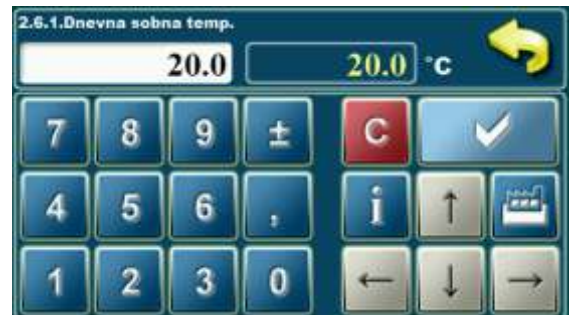 2.6.1.Dnevna sobna temp.
20.0 20.0 °C
7 8 9 ± C
4 5 6 , i ↑
1 2 3 0 ← ↓ →